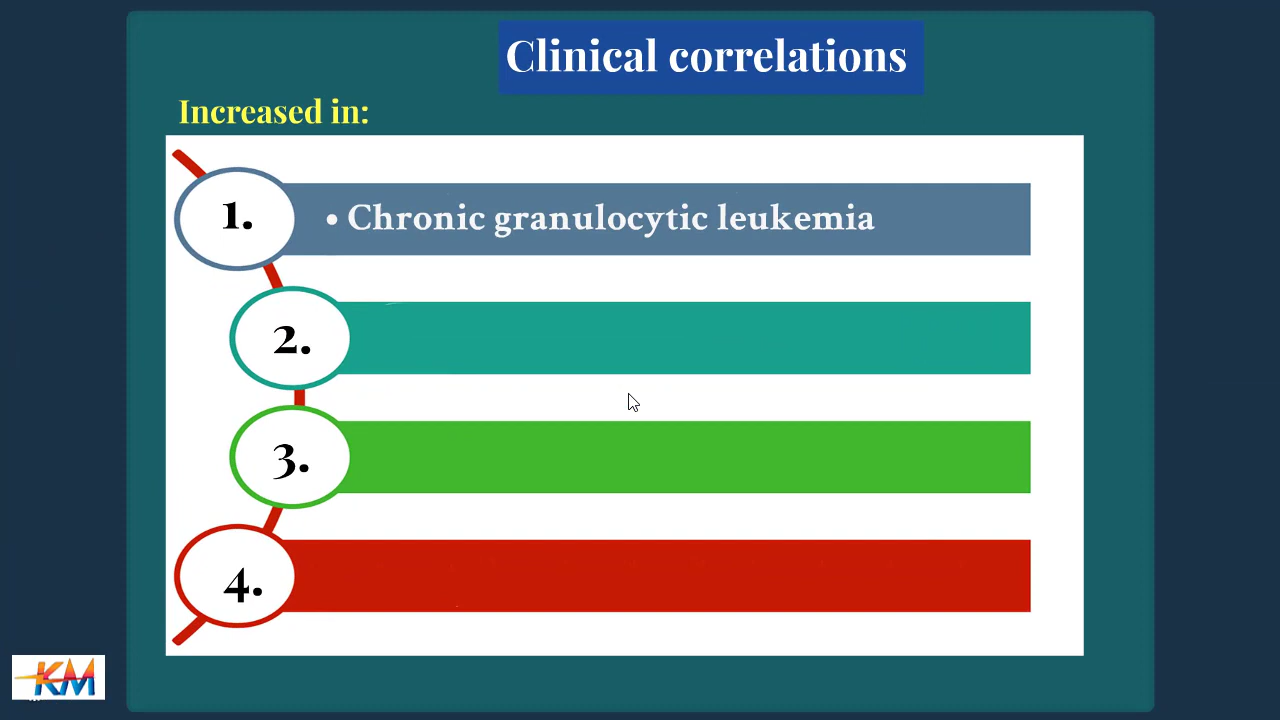 Clinical correlations
Increased in:
1.
• Chronic granulocytic leukemia
2.
3.
4.
KM